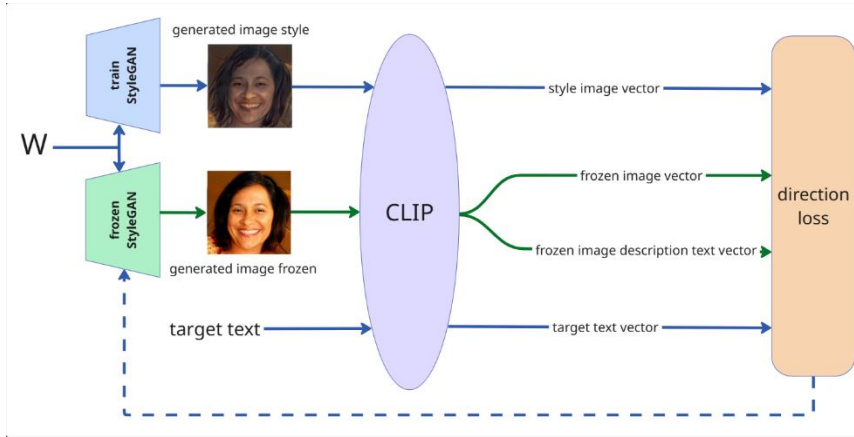 generated image style
train
StyleGAN
style image vector
W
frozen image vector
CLIP
direction
loss
frozen
StyleGAN
frozen image description text vector
generated image frozen
target text
target text vector